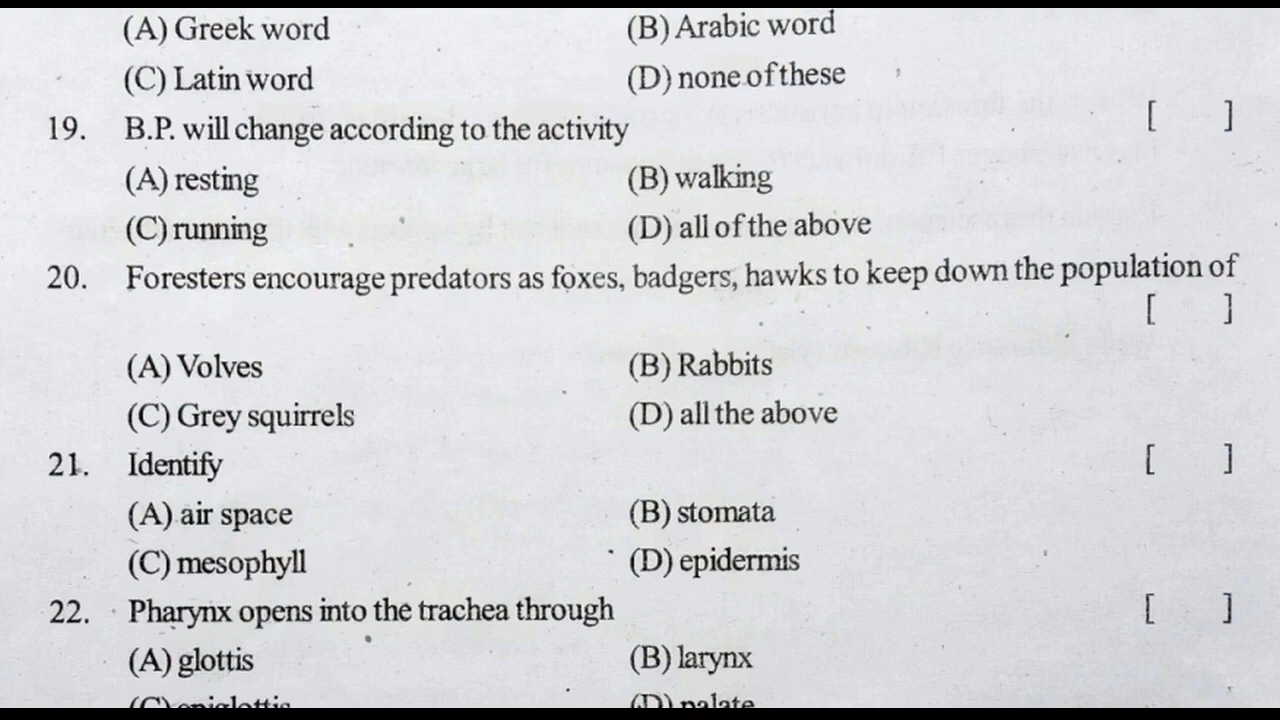 (A) Greek word (B) Arabic word
(C) Latin word (D) none of these
19. B.P. will change according to the activity [ ]
(A) resting (B) walking
(C) running (D) all of the above
20. Foresters encourage predators as foxes, badgers, hawks to keep down the population of
[ ]
(A) Volves (B) Rabbits
(C) Grey squirrels (D) all the above
21. Identify [ ]
(A) air space (B) stomata
(C) mesophyll (D) epidermis
22. Pharynx opens into the trachea through [ ]
(A) glottis (B) larynx
(C) epiglottis (D) palate